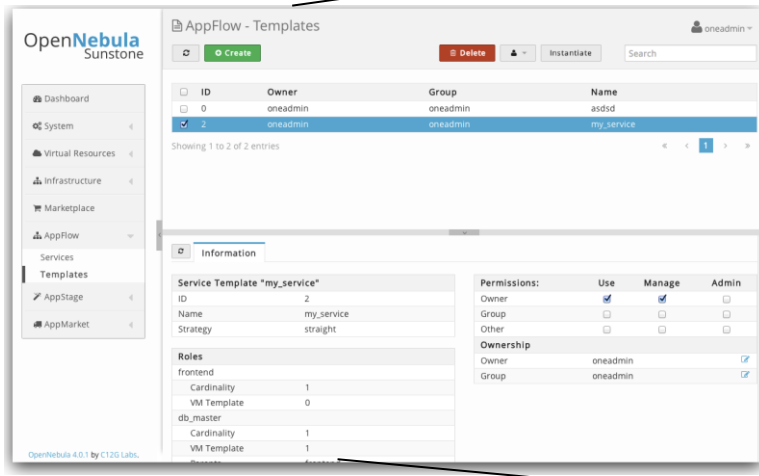 OpenNebula
Sunstone
AppFlow - Templates
oneadmin
Create
Delete
Instantiate
Search
Dashboard
System
Virtual Resources
Infrastructure
Marketplace
AppFlow
Services
Templates
AppStage
AppMarket
ID Owner Group Name
0 oneadmin oneadmin asdsd
2 oneadmin oneadmin my_service
Showing 1 to 2 of 2 entries
« ‹ 1 › »
Information
Service Template "my_service"
ID 2
Name my_service
Strategy straight
Roles
frontend
Cardinality 1
VM Template 0
db_master
Cardinality 1
VM Template 1
Parents frontend
Permissions: Use Manage Admin
Owner
Group
Other
Ownership
Owner oneadmin
Group oneadmin
OpenNebula 4.0.1 by C12G Labs.